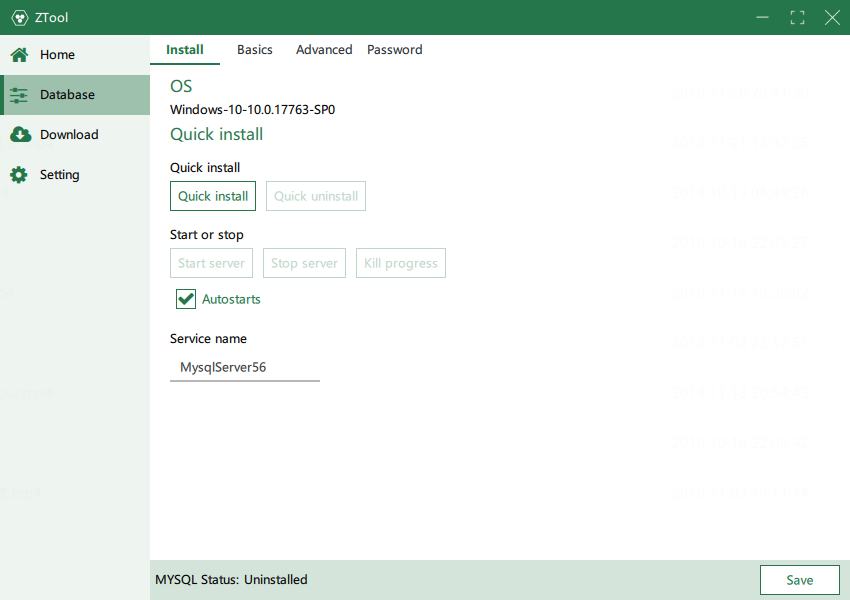 ZTool
Home
Database
Download
Setting
Install Basics Advanced Password
OS
Windows-10-10.0.17763-SP0
Quick install
Quick install
Quick install Quick uninstall
Start or stop
Start server Stop server Kill progress
Autostarts
Service name
MysqlServer56
MYSQL Status: Uninstalled
Save